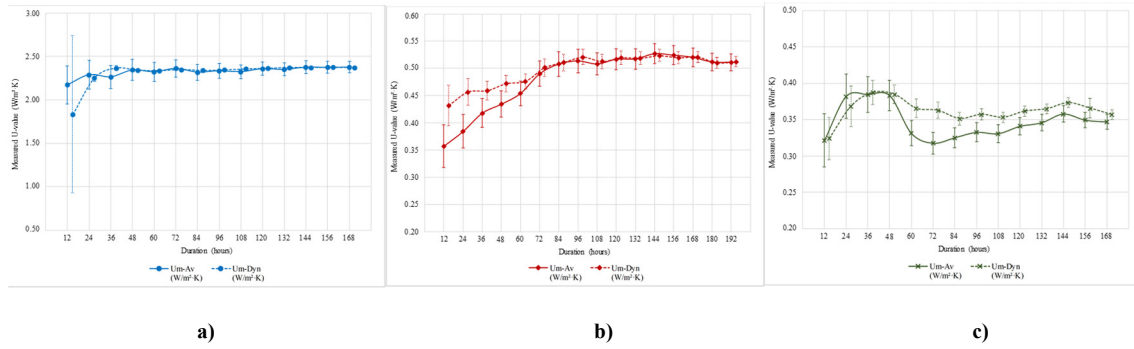 3.00
2.50
2.00
1.50
1.00
0.50
Measured U-value (W/m²·K)
12 24 36 48 60 72 84 96 108 120 132 144 156 168
Duration (hours)
Um-Av
(W/m²·K)
Um-Dyn
(W/m²·K)
a)
0.60
0.55
0.50
0.45
0.40
0.35
0.30
0.25
0.20
Measured U-value (W/m²·K)
12 24 36 48 60 72 84 96 108 120 132 144 156 168 180 192
Duration (hours)
Um-Av
(W/m²·K)
Um-Dyn
(W/m²·K)
b)
c)
0.50
0.45
0.40
0.35
0.30
0.25
0.20
Measured U-value (W/m² K)
12 24 36 48 60 72 84 96 108 120 132 144 156 168
Duration (hours)
Um-Av
(W/m²·K)
Um-Dyn
(W/m²·K)
c)